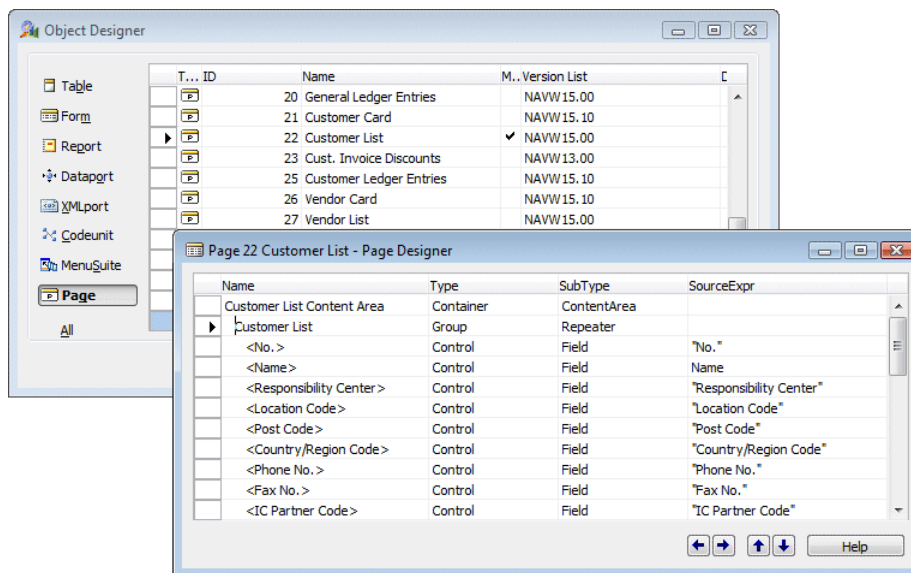 Object Designer
Table
Form
Report
Dataport
XMLport
Codeunit
MenuSuite
Page
All
T... ID Name M.. Version List D
20 General Ledger Entries NAVW15.00
21 Customer Card NAVW15.10
22 Customer List ✔ NAVW15.00
23 Cust. Invoice Discounts NAVW13.00
25 Customer Ledger Entries NAVW15.10
26 Vendor Card NAVW15.10
27 Vendor List NAVW15.00
Page 22 Customer List - Page Designer
Name Type SubType SourceExpr
Customer List Content Area Container ContentArea
Customer List Group Repeater
<No.> Control Field "No."
<Name> Control Field Name
<Responsibility Center> Control Field "Responsibility Center"
<Location Code> Control Field "Location Code"
<Post Code> Control Field "Post Code"
<Country/Region Code> Control Field "Country/Region Code"
<Phone No.> Control Field "Phone No."
<Fax No.> Control Field "Fax No."
<IC Partner Code> Control Field "IC Partner Code"
Help